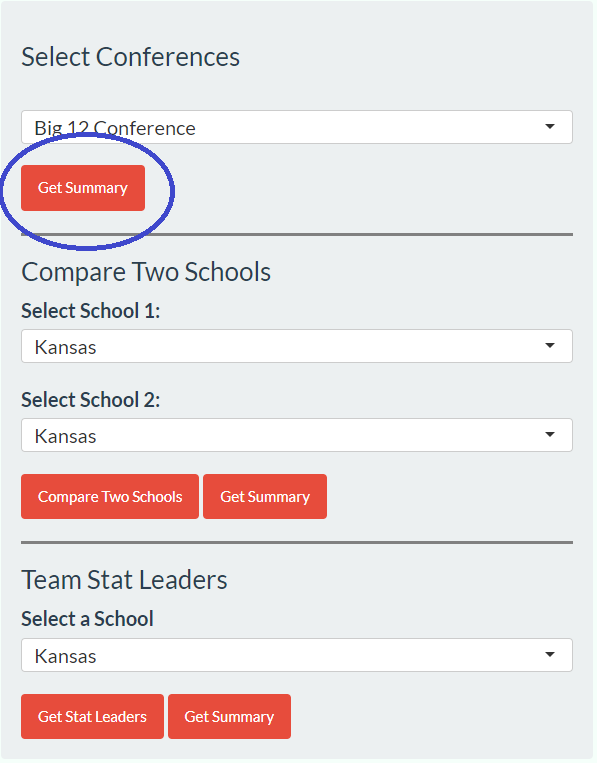 Select Conferences
Big 12 Conference
Get Summary
Compare Two Schools
Select School 1:
Kansas
Select School 2:
Kansas
Compare Two Schools Get Summary
Team Stat Leaders
Select a School
Kansas
Get Stat Leaders Get Summary